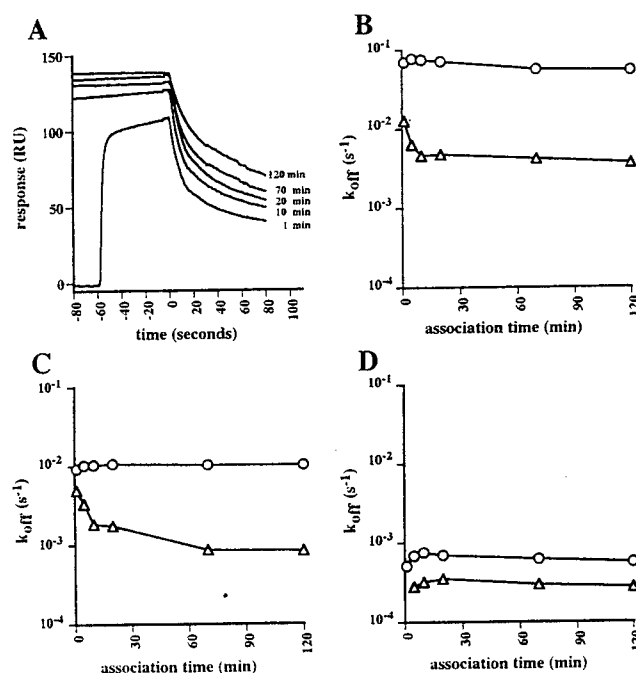 A
150
100
50
0
response (RU)
120 min
70 min
20 min
10 min
1 min
-80
-60
-40
-20
0
20
40
60
80
100
time (seconds)
B
10-1
10-2
10-3
10-4
koff (s-1)
0
30
60
90
120
association time (min)
C
10-1
10-2
10-3
10-4
koff (s-1)
0
30
60
90
120
association time (min)
D
10-1
10-2
10-3
10-4
koff (s-1)
0
30
60
90
120
association time (min)